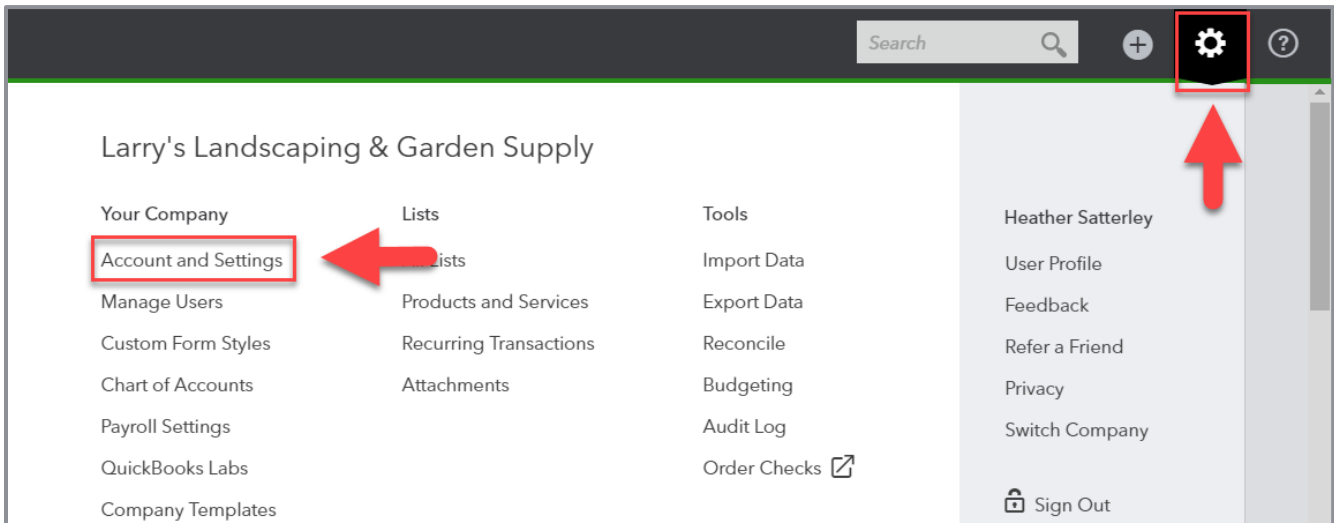 Search
Larry's Landscaping & Garden Supply
Your Company
Account and Settings
Manage Users
Custom Form Styles
Chart of Accounts
Payroll Settings
QuickBooks Labs
Company Templates
Lists
Lists
Products and Services
Recurring Transactions
Attachments
Tools
Import Data
Export Data
Reconcile
Budgeting
Audit Log
Order Checks
Heather Satterley
User Profile
Feedback
Refer a Friend
Privacy
Switch Company
Sign Out